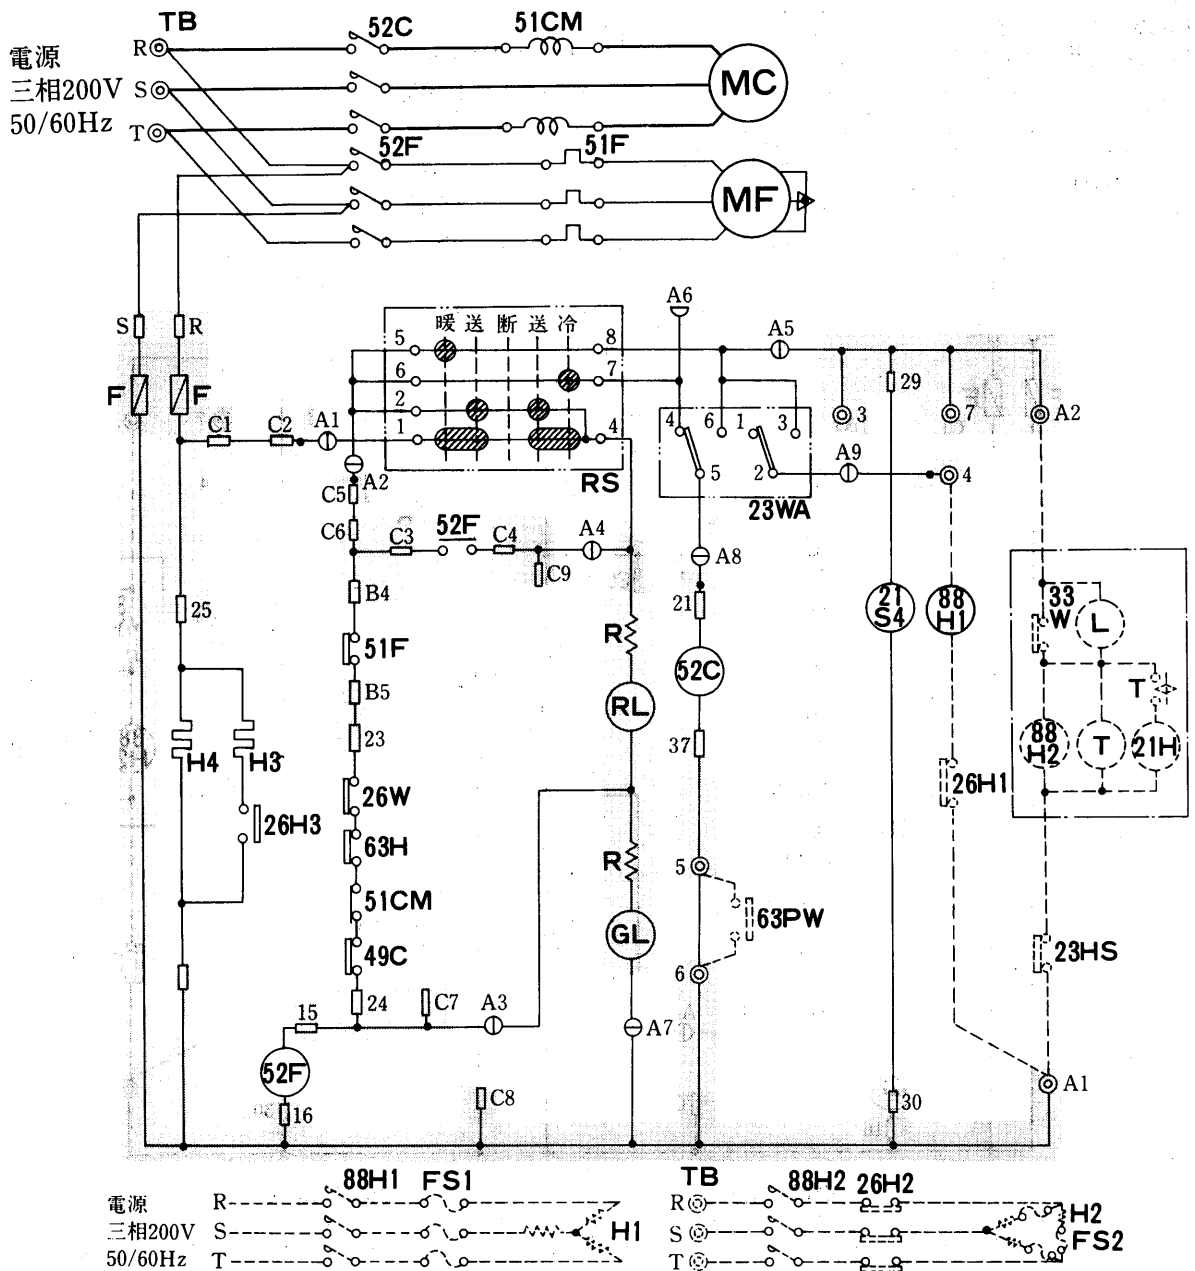 TB
52C
51CM
電源
三相200V
50/60Hz
R
S
T
MC
52F
51F
MF
S
R
F
F
暖 送 断 送 冷
5
8
6
7
2
1
4
RS
A6
A5
29
3
7
A2
C1
C2
A1
A2
4
6
1
3
5
2
A9
4
23WA
C5
C6
C3
52F
C4
A4
C9
A8
B4
21
25
51F
R
21
S4
88
H1
33
W
L
B5
RL
52C
T
23
37
88
H2
T
21H
H4
H3
26W
26H1
26H3
63H
R
5
51CM
63PW
GL
49C
6
23HS
24
C7
A3
15
A7
52F
A1
16
C8
30
電源
三相200V
50/60Hz
R
S
T
88H1
FS1
H1
TB
R
S
T
88H2
26H2
H2
FS2